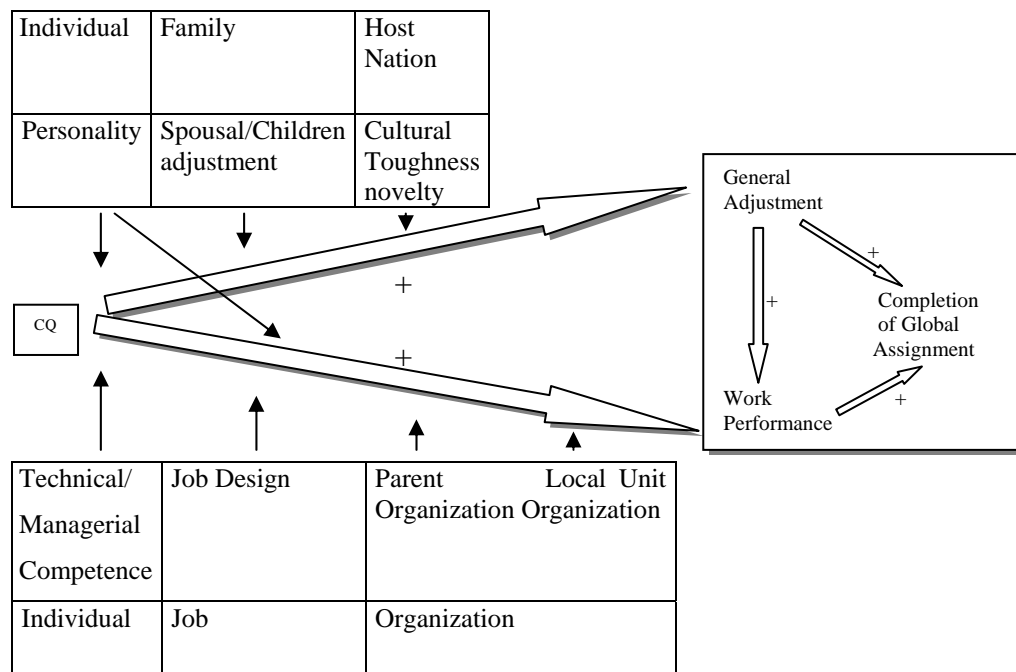 Individual
Family
Host
Nation
Personality
Spousal/Children
adjustment
Cultural
Toughness
novelty
+
+
CQ
General
Adjustment
+
+
Completion
of Global
Assignment
Work
Performance
+
Technical/
Managerial
Competence
Job Design
Parent Local Unit
Organization Organization
Individual
Job
Organization